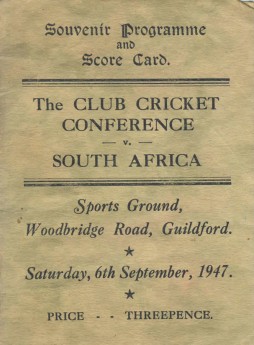 Souvenir Programme
and
Score Card.
The CLUB CRICKET
CONFERENCE
— v. —
SOUTH AFRICA
Sports Ground,
Woodbridge Road, Guildford.
★
Saturday, 6th September, 1947.
★
PRICE - - THREEPENCE.